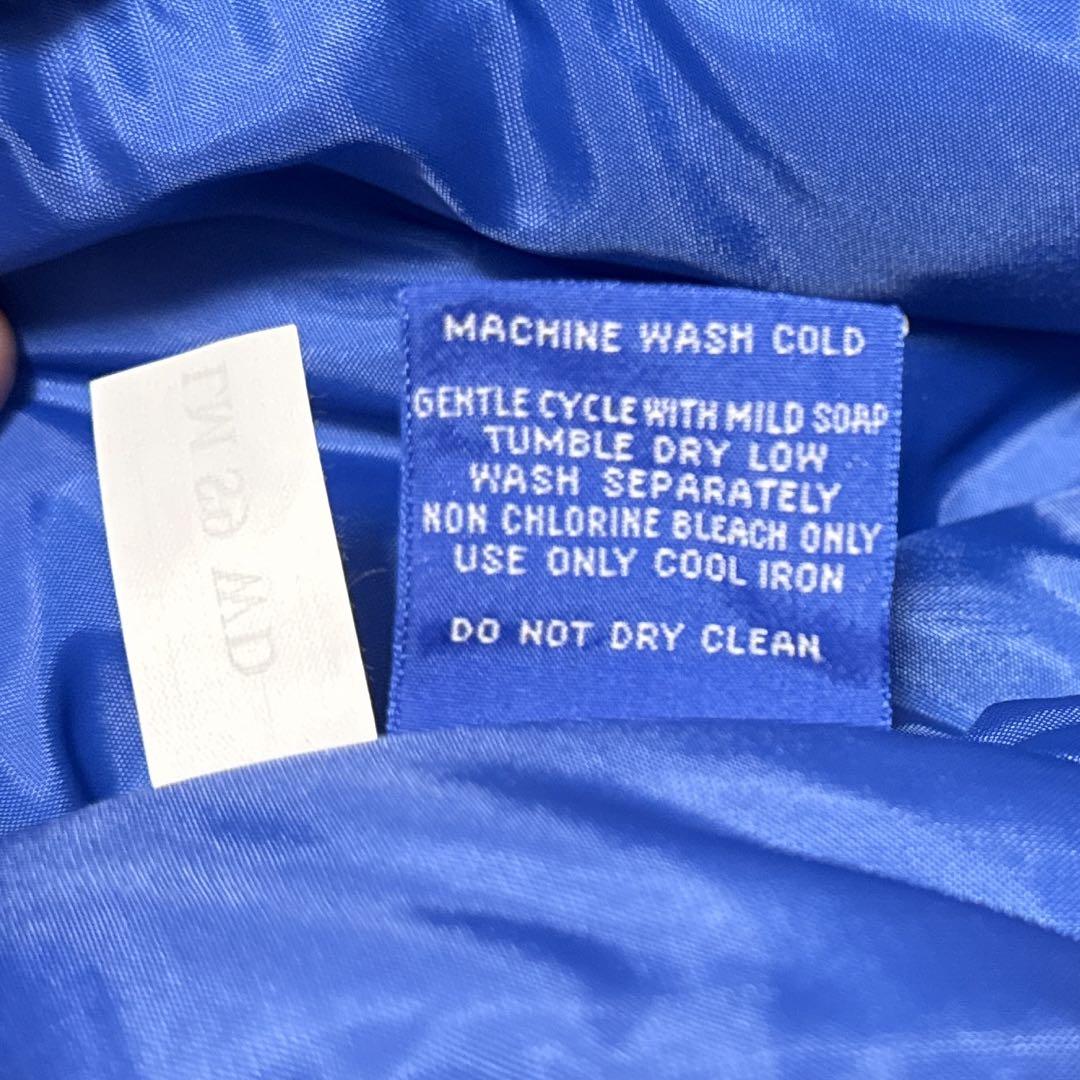 MACHINE WASH COLD
GENTLE CYCLE WITH MILD SOAP
TUMBLE DRY LOW
WASH SEPARATELY
NON CHLORINE BLEACH ONLY
USE ONLY COOL IRON
DO NOT DRY CLEAN